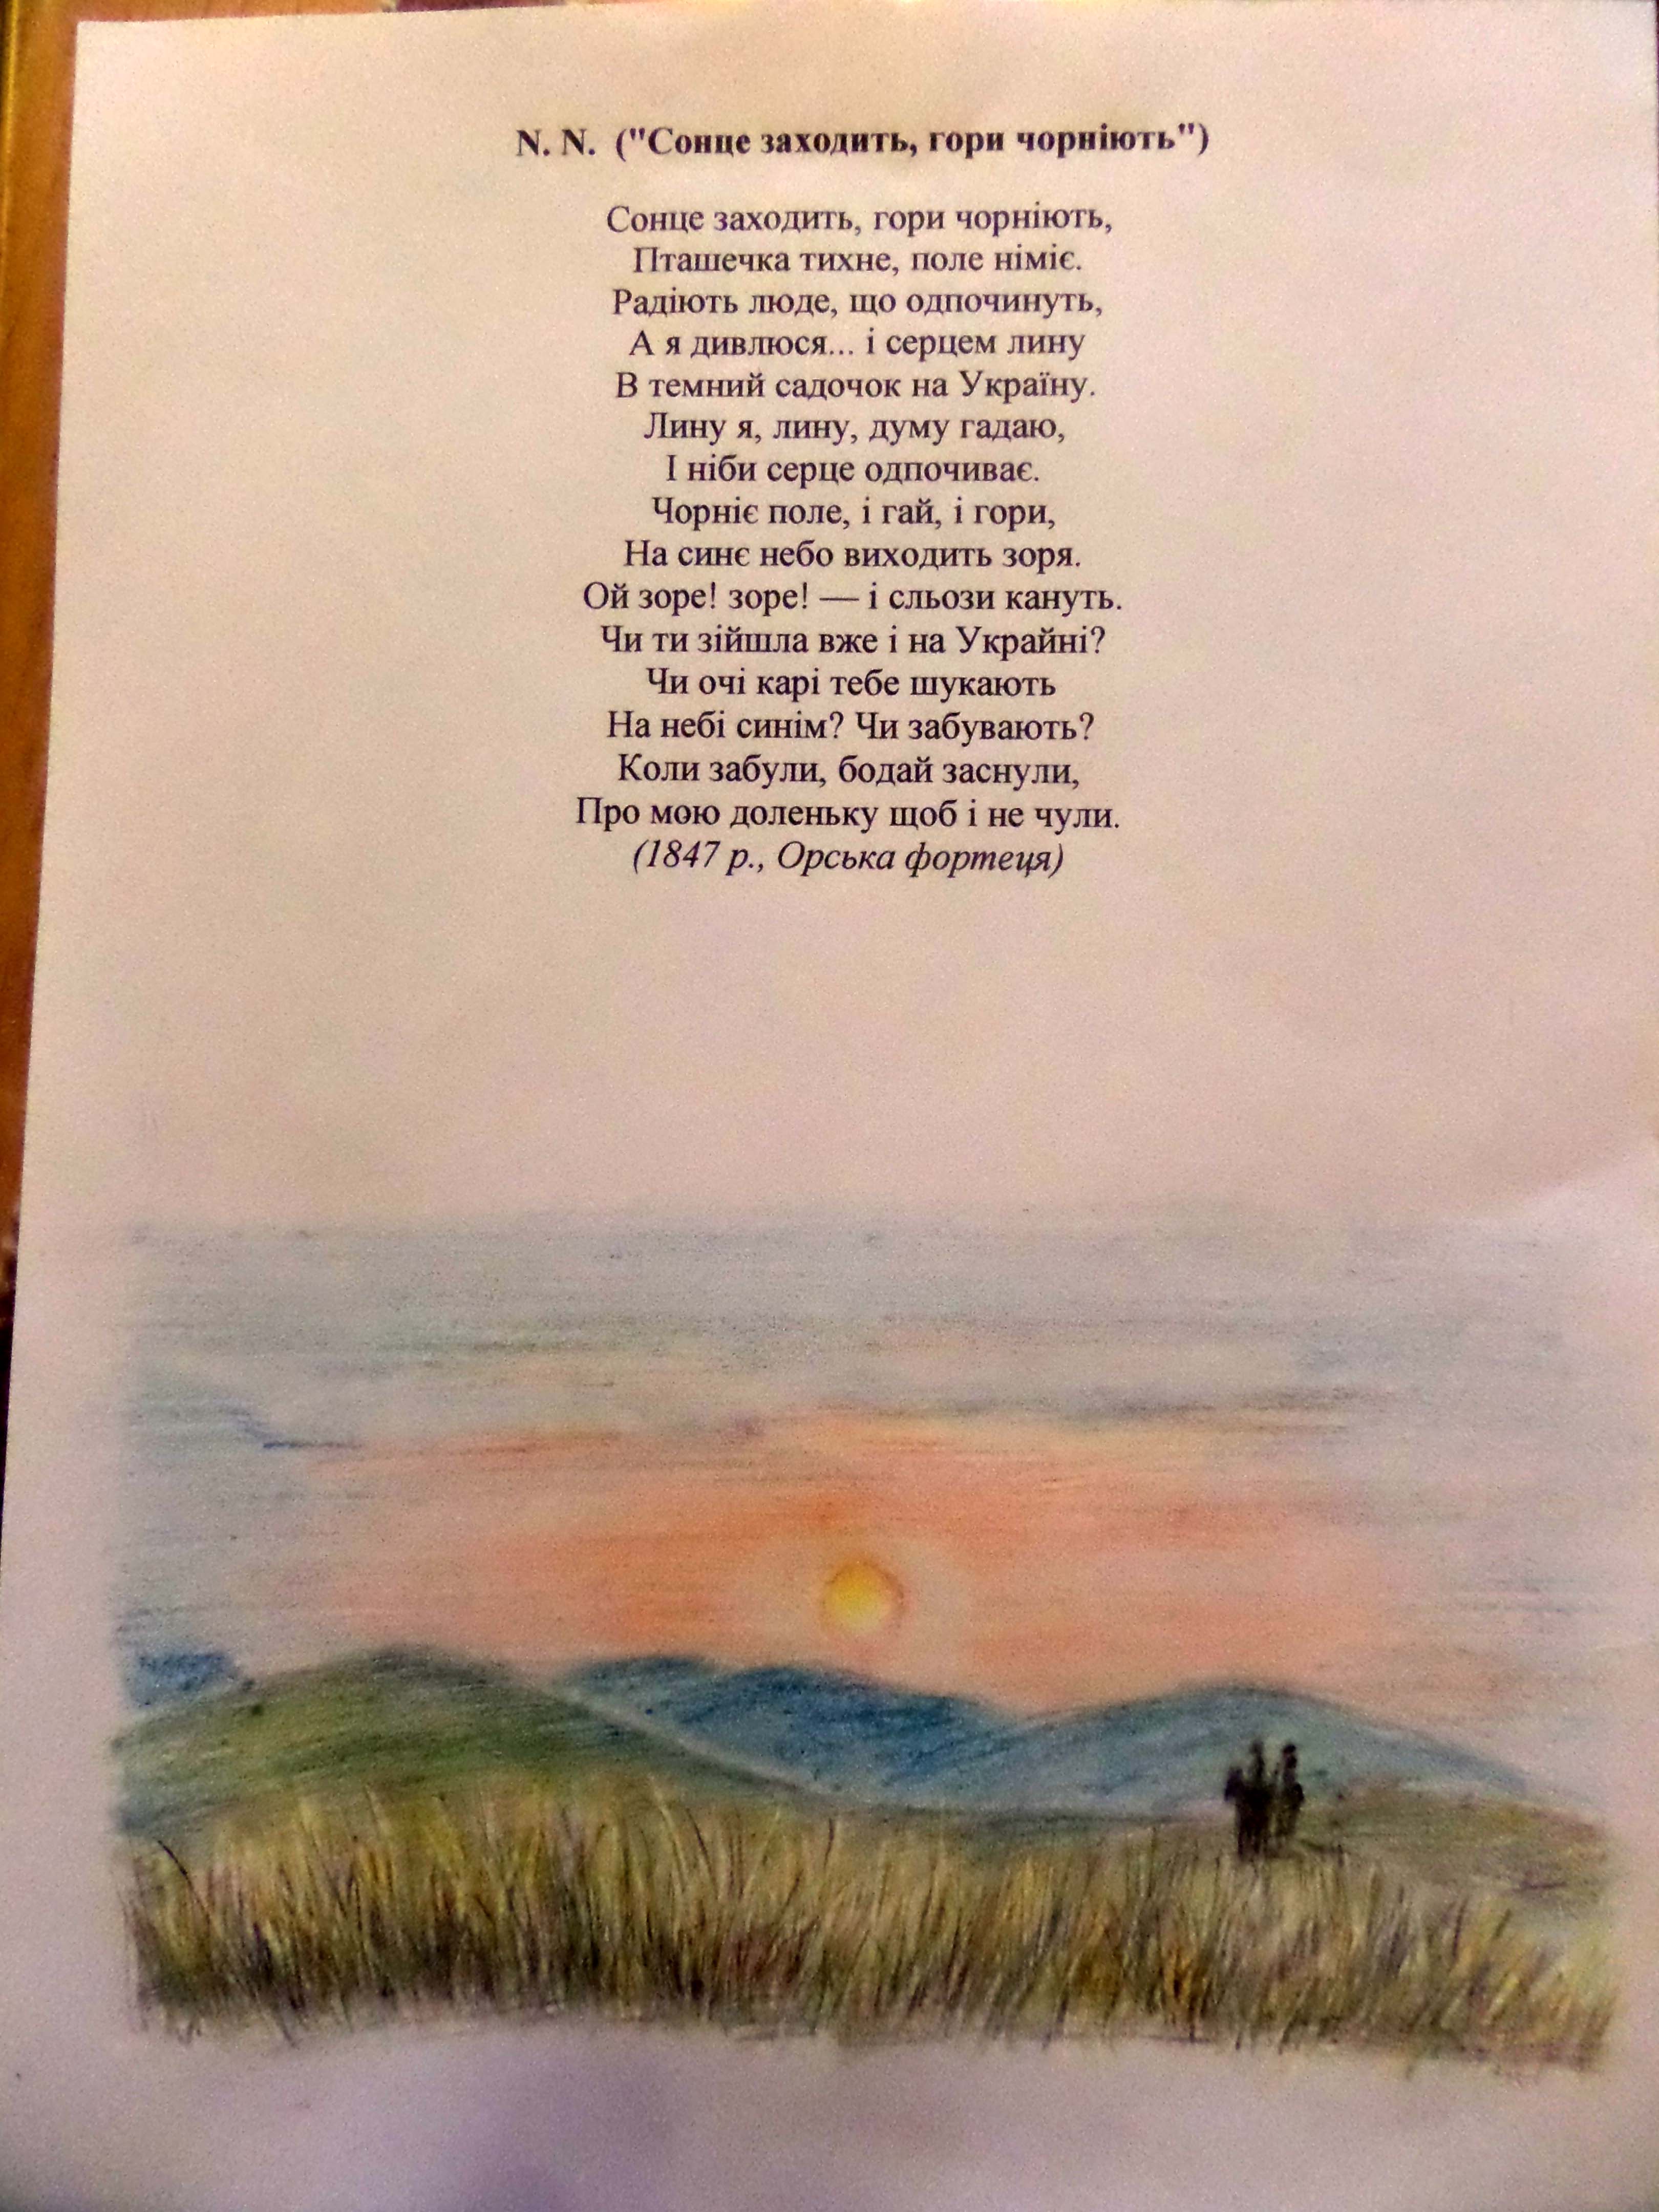 N. N. ("Сонце заходить, гори чорніють")
Сонце заходить, гори чорніють,
Пташечка тихне, поле німіє.
Радіють люде, що одпочинуть,
А я дивлюся... і серцем лину
В темний садочок на Україну.
Лину я, лину, думу гадаю,
І ніби серце одпочиває.
Чорніє поле, і гай, і гори,
На синє небо виходить зоря.
Ой зоре! зоре! — і сльози кануть.
Чи ти зійшла вже і на Украйні?
Чи очі карі тебе шукають
На небі синім? Чи забувають?
Коли забули, бодай заснули,
Про мою доленьку щоб і не чули.
(1847 р., Орська фортеця)